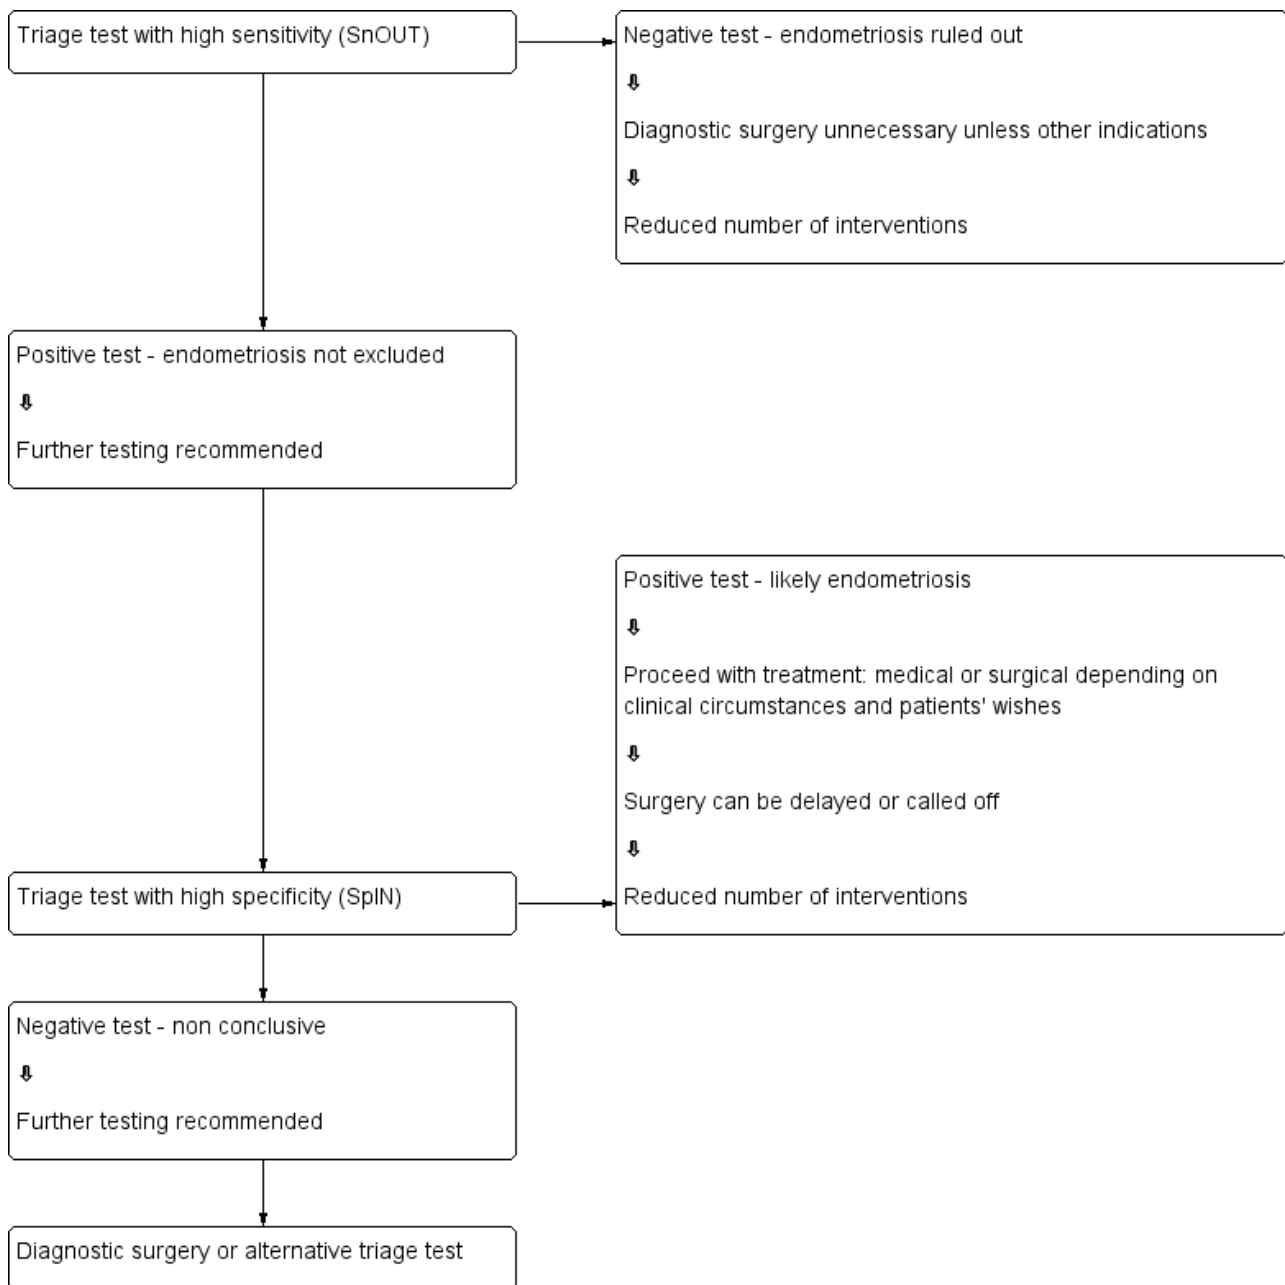 Triage test with high sensitivity (SnOUT)
Negative test - endometriosis ruled out
⇩
Diagnostic surgery unnecessary unless other indications
⇩
Reduced number of interventions
Positive test - endometriosis not excluded
⇩
Further testing recommended
Triage test with high specificity (SpIN)
Positive test - likely endometriosis
⇩
Proceed with treatment: medical or surgical depending on
clinical circumstances and patients' wishes
⇩
Surgery can be delayed or called off
⇩
Reduced number of interventions
Negative test - non conclusive
⇩
Further testing recommended
Diagnostic surgery or alternative triage test